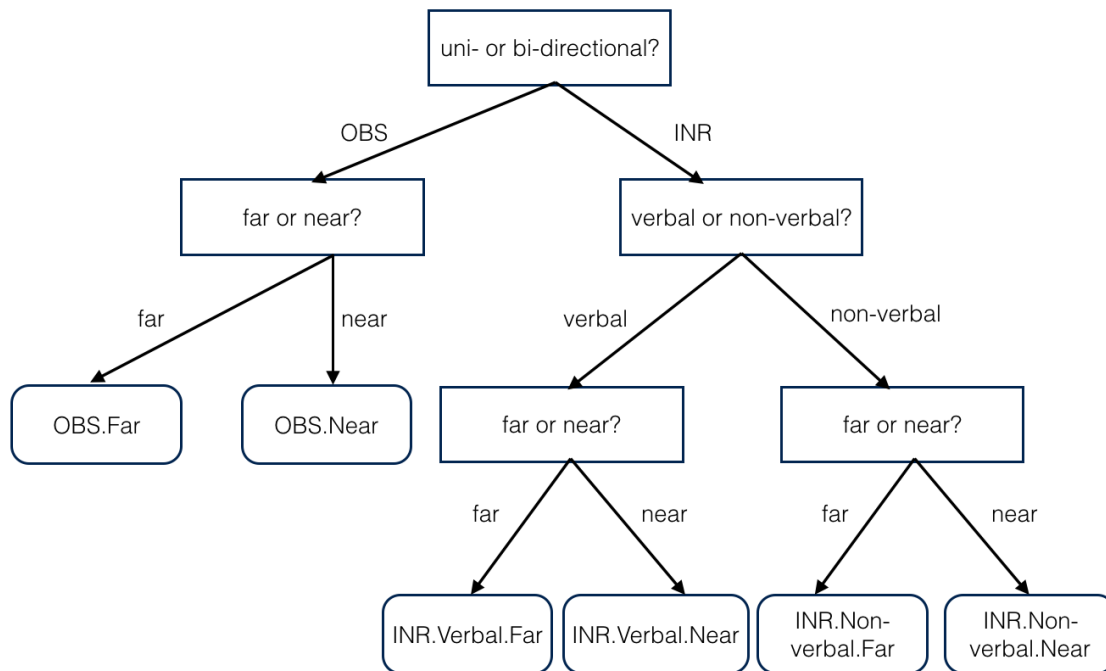 uni- or bi-directional?
OBS
INR
far or near?
verbal or non-verbal?
far
near
verbal
non-verbal
OBS.Far
OBS.Near
far or near?
far or near?
far
near
far
near
INR.Verbal.Far
INR.Verbal.Near
INR.Non-
verbal.Far
INR.Non-
verbal.Near